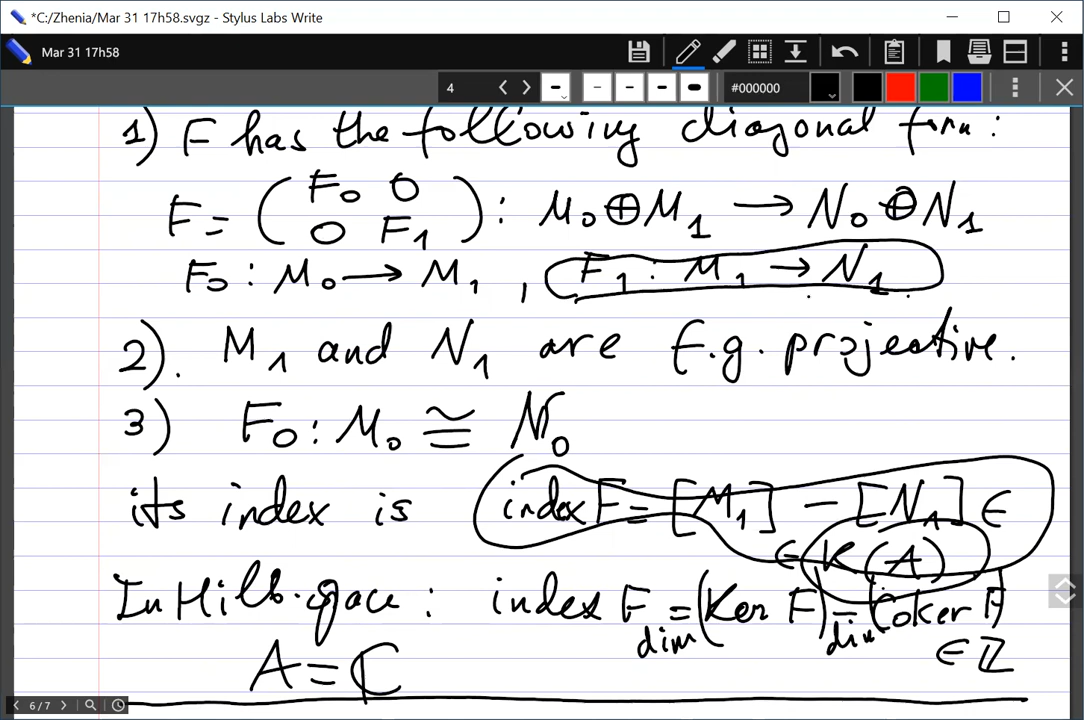 *C:/Zhenia/Mar 31 17h58.svgz - Stylus Labs Write
Mar 31 17h58
4
#000000
1) F has the following diagonal form:
F = ( F₀ 0 ; 0 F₁ ) : M₀ ⊕ M₁ → N₀ ⊕ N₁
F₀ : M₀ → M₁ , F₁ : M₁ → N₁
2). M₁ and N₁ are f.g. projective.
3) F₀ : M₀ ≅ N₀
its index is index F = [M₁] - [N₁] ∈
∈ K(A)
In Hilb. space : index F = dim (Ker F) - dim (Coker F)
∈ ℤ
A = ℂ
6/7